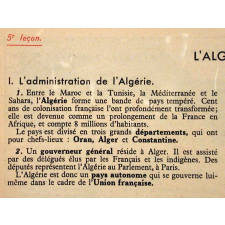 5e leçon.
L'ALG
I. L'administration de l'Algérie.
1. Entre le Maroc et la Tunisie, la Méditerranée et le
Sahara, l'Algérie forme une bande de pays tempéré. Cent
ans de colonisation française l'ont profondément transformée ;
elle est devenue comme un prolongement de la France en
Afrique, et compte 8 millions d'habitants.
Le pays est divisé en trois grands départements, qui ont
pour chefs-lieux : Oran, Alger et Constantine.
2. Un gouverneur général réside à Alger. Il est assisté
par des délégués élus par les Français et les indigènes. Des
députés représentent l'Algérie au Parlement, à Paris.
L'Algérie est donc un pays autonome qui se gouverne lui-
même dans le cadre de l'Union française.